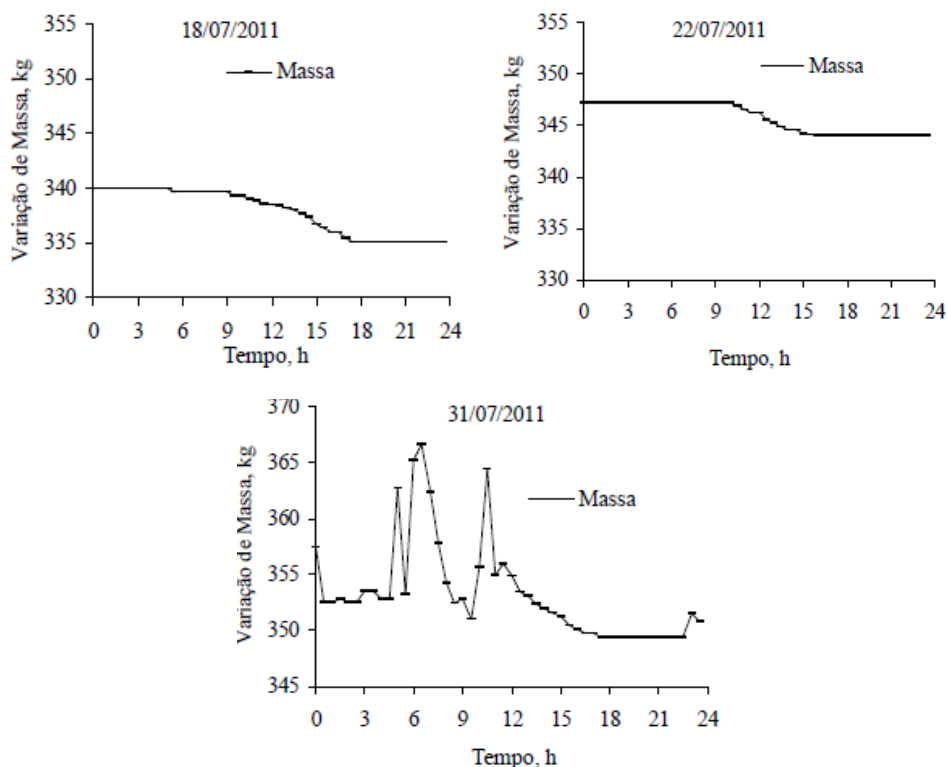 18/07/2011
Massa
Variação de Massa, kg
355
350
345
340
335
330
0 3 6 9 12 15 18 21 24
Tempo, h
22/07/2011
Massa
Variação de Massa, kg
355
350
345
340
335
330
0 3 6 9 12 15 18 21 24
Tempo, h
31/07/2011
Massa
Variação de Massa, kg
370
365
360
355
350
345
0 3 6 9 12 15 18 21 24
Tempo, h